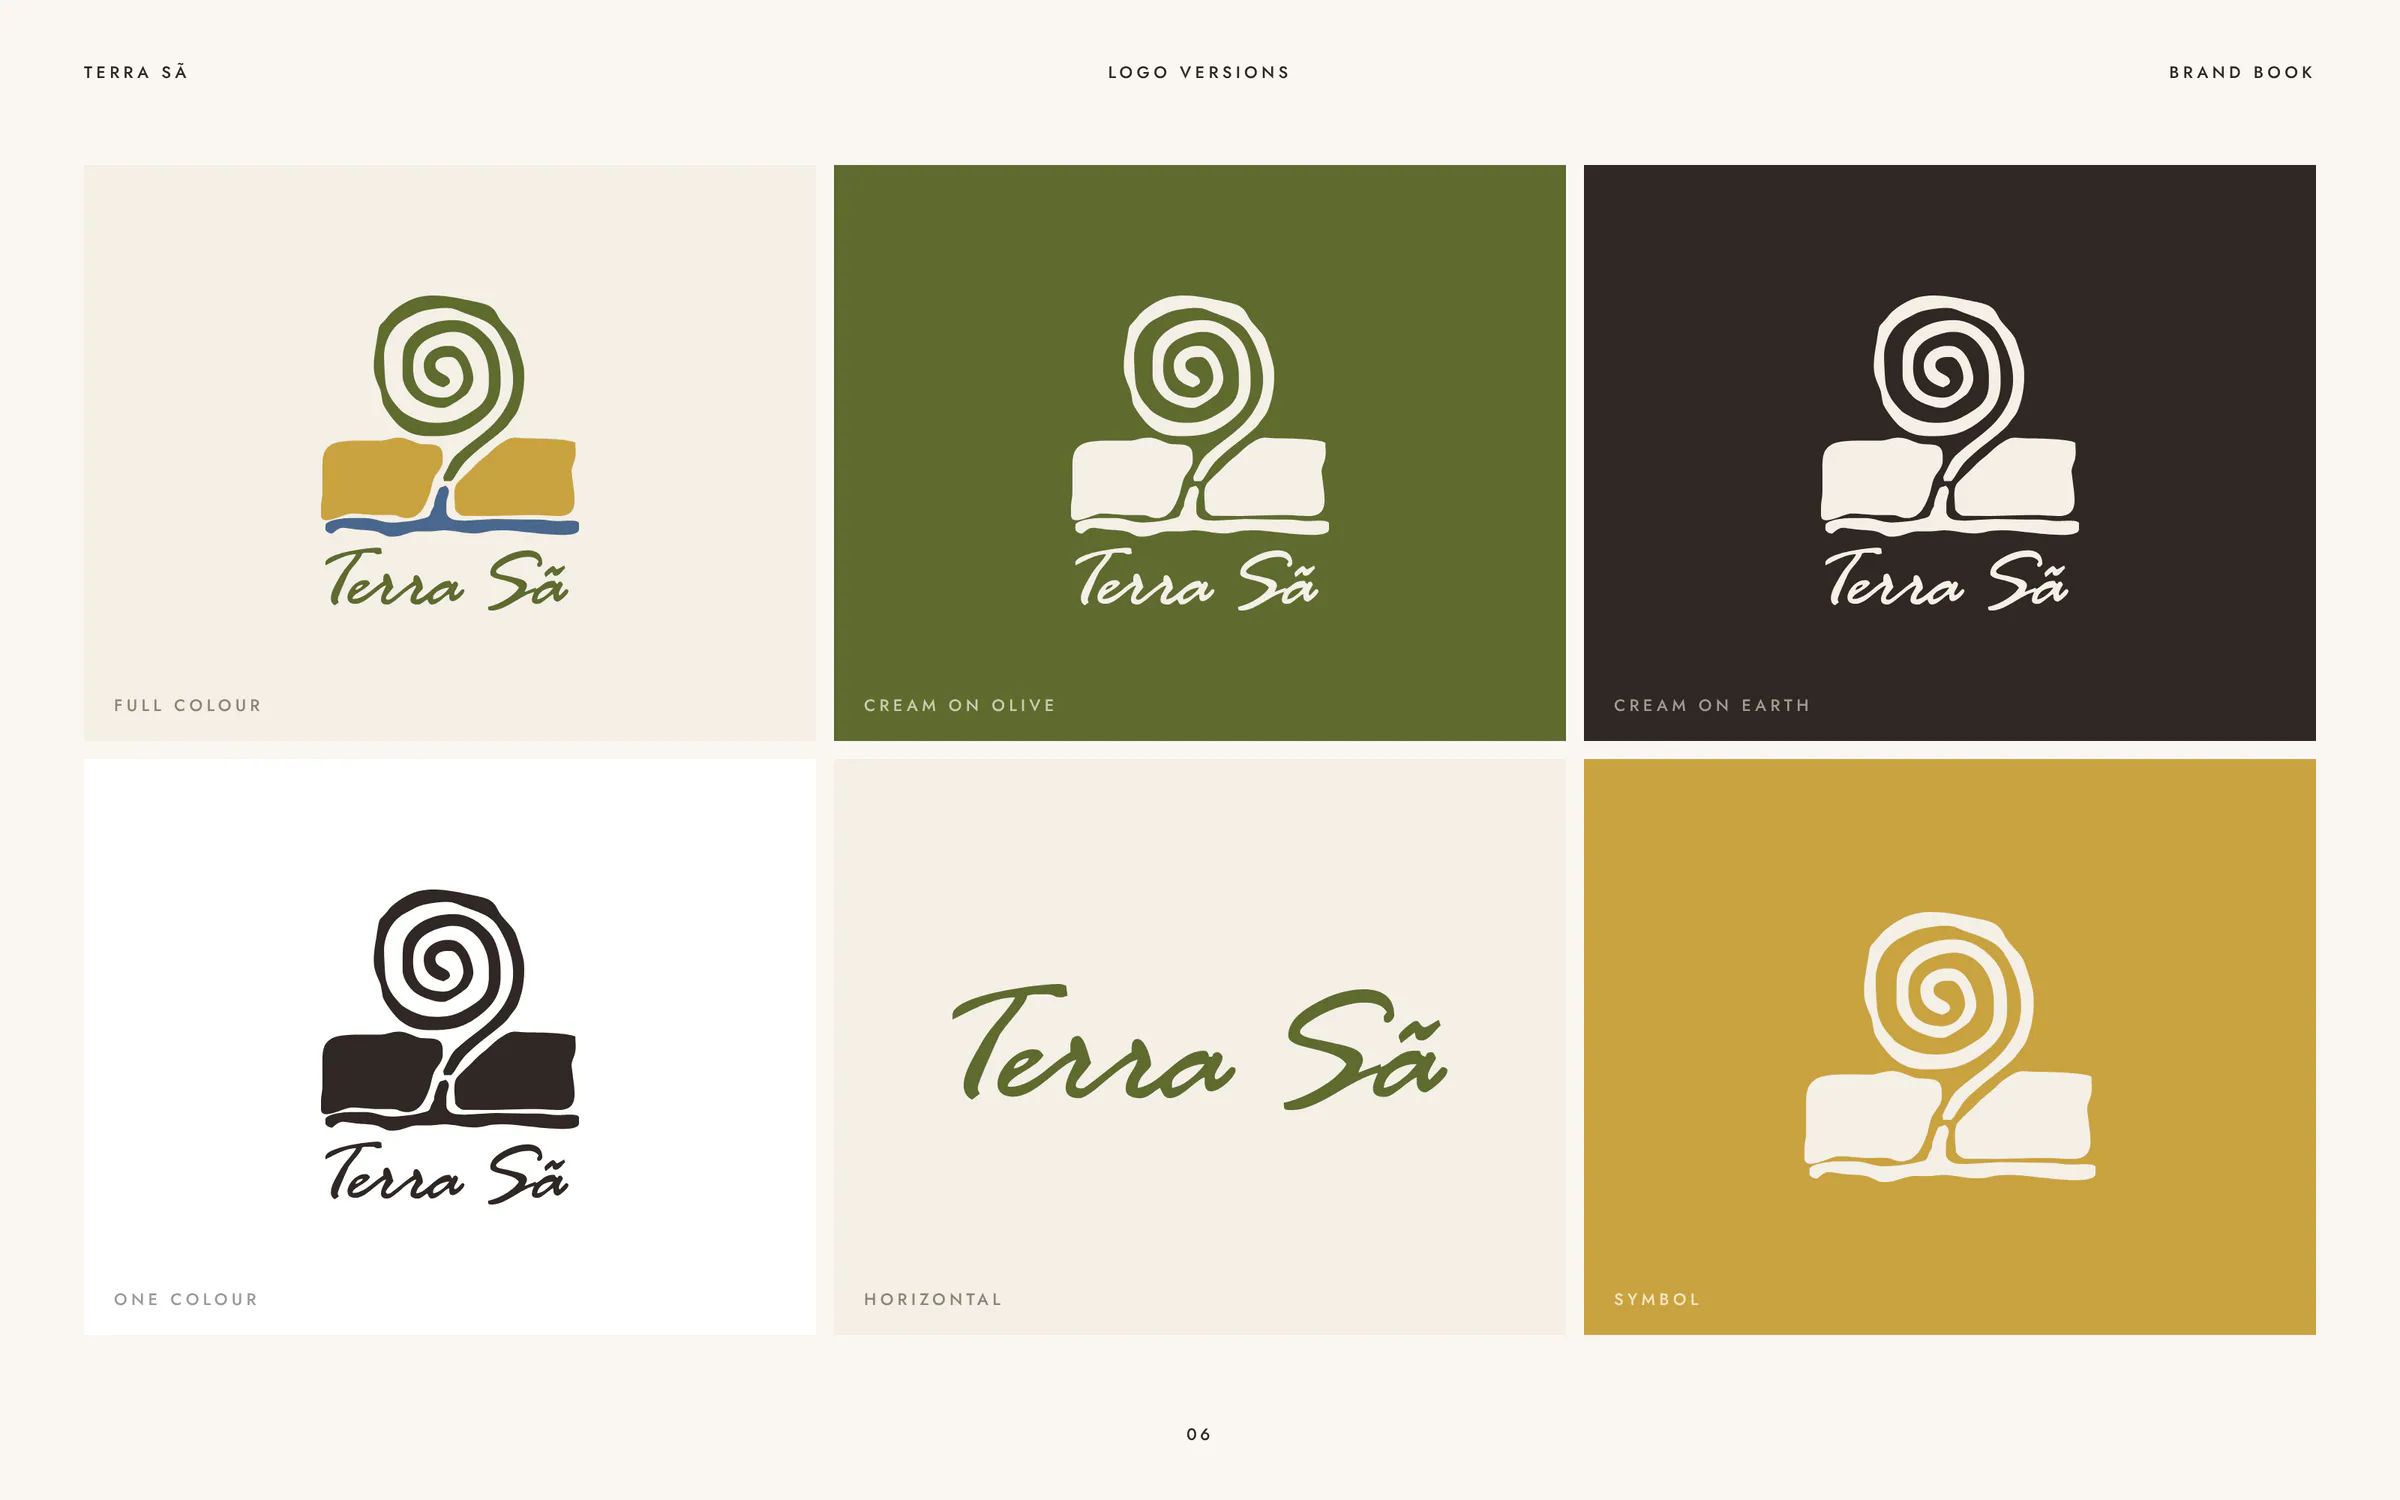 TERRA SÃ
LOGO VERSIONS
BRAND BOOK
Terra Sã
FULL COLOUR
Terra Sã
CREAM ON OLIVE
Terra Sã
CREAM ON EARTH
Terra Sã
ONE COLOUR
Terra Sã
HORIZONTAL
SYMBOL
06